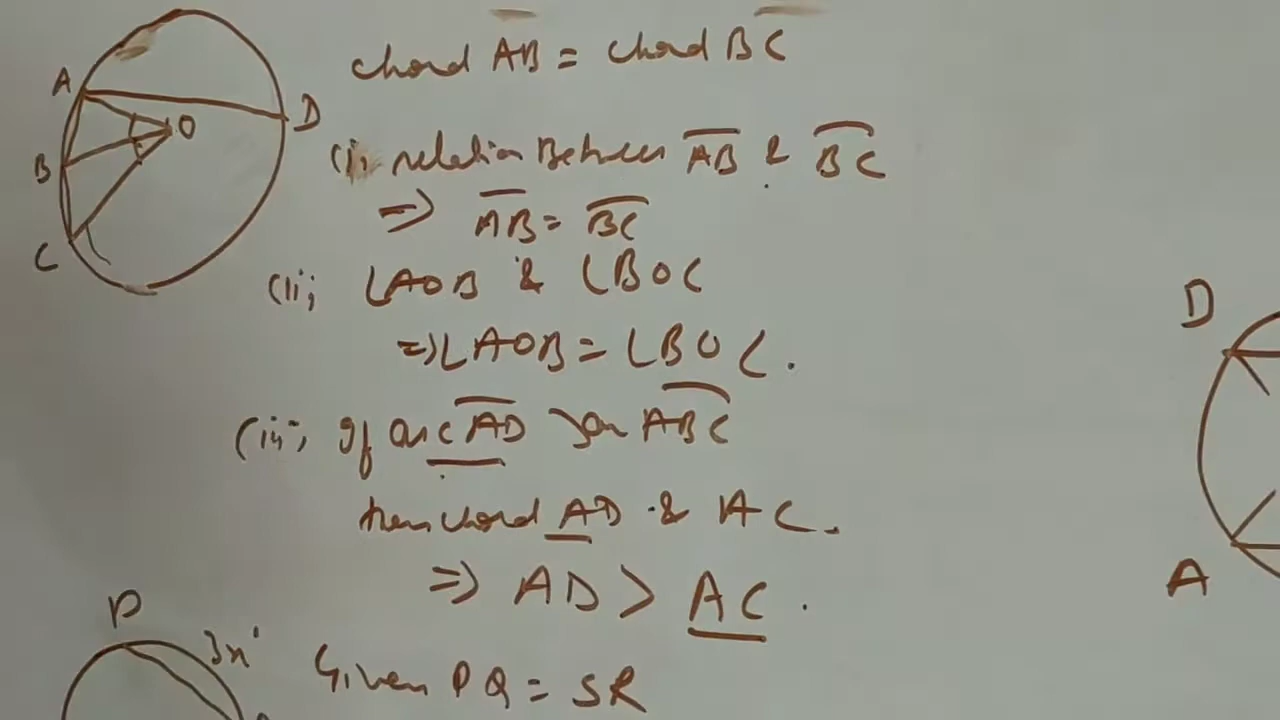 A
B
C
O
D
chord AB = chord BC
(i) relation Between AB & BC
=> AB = BC
(ii) ∠AOB & ∠BOC
=> ∠AOB = ∠BOC.
(iii) If arc AD > arc ABC
then chord AD & AC.
=> AD > AC.
P
3x°
Given PQ = SR
D
A